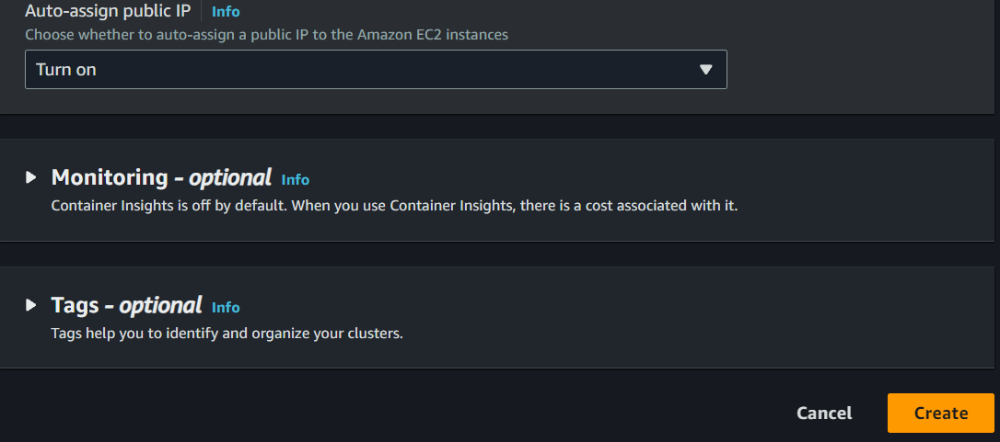 Auto-assign public IP Info
Choose whether to auto-assign a public IP to the Amazon EC2 instances
Turn on
Monitoring - optional Info
Container Insights is off by default. When you use Container Insights, there is a cost associated with it.
Tags - optional Info
Tags help you to identify and organize your clusters.
Cancel Create